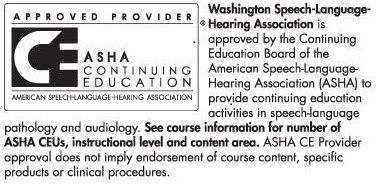 APPROVED PROVIDER
CE
ASHA
CONTINUING
EDUCATION
AMERICAN SPEECH-LANGUAGE-HEARING ASSOCIATION
®
Washington Speech-Language-
Hearing Association is
approved by the Continuing
Education Board of the
American Speech-Language-
Hearing Association (ASHA) to
provide continuing education
activities in speech-language
pathology and audiology. See course information for number of
ASHA CEUs, instructional level and content area. ASHA CE Provider
approval does not imply endorsement of course content, specific
products or clinical procedures.